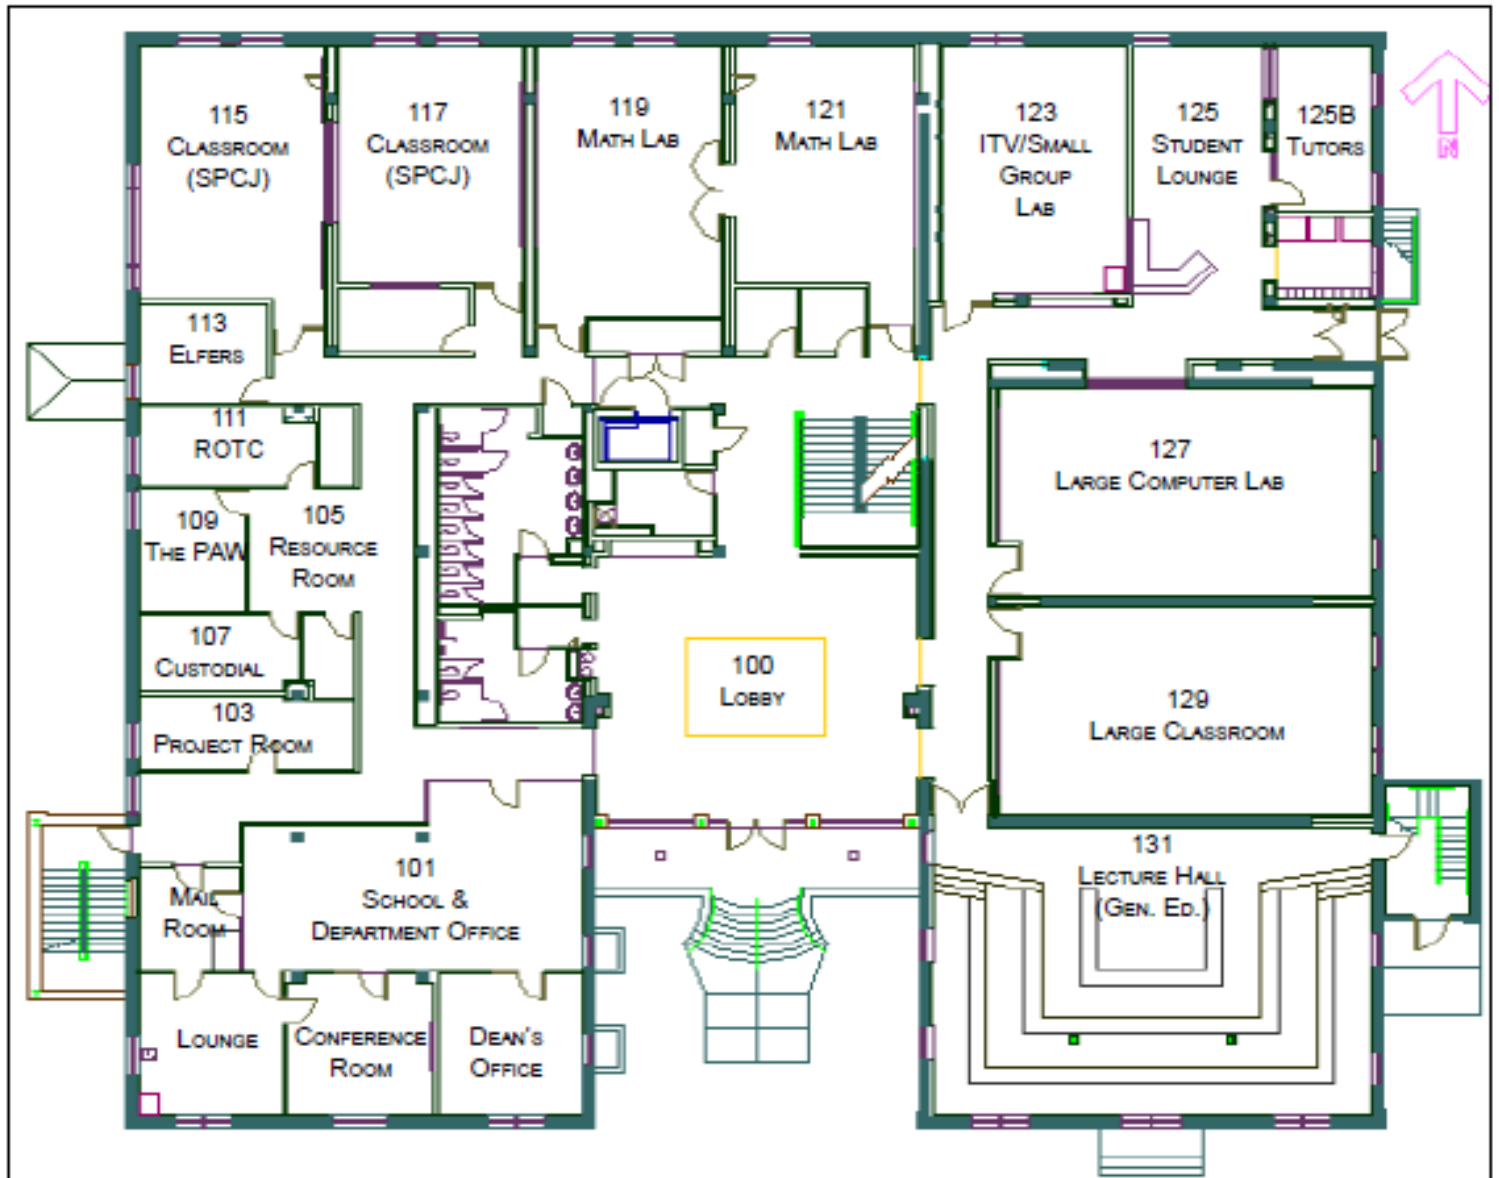 115
Classroom
(SPCJ)
117
Classroom
(SPCJ)
119
Math Lab
121
Math Lab
123
ITV/Small
Group
Lab
125
Student
Lounge
125B
Tutors
N
113
Elfers
111
ROTC
109
The PAW
105
Resource
Room
107
Custodial
103
Project Room
100
Lobby
127
Large Computer Lab
129
Large Classroom
131
Lecture Hall
(Gen. Ed.)
101
School &
Department Office
Mail
Room
Lounge
Conference
Room
Dean's
Office